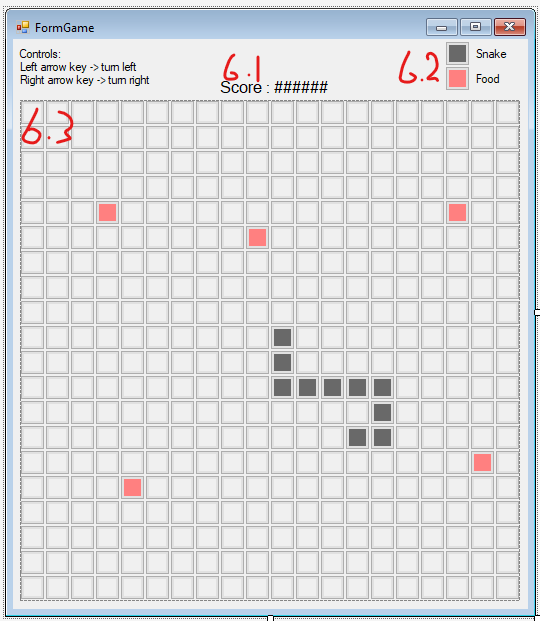 FormGame
Controls:
Left arrow key -> turn left
Right arrow key -> turn right
6.1
Score : ######
6.2
Snake
Food
6.3